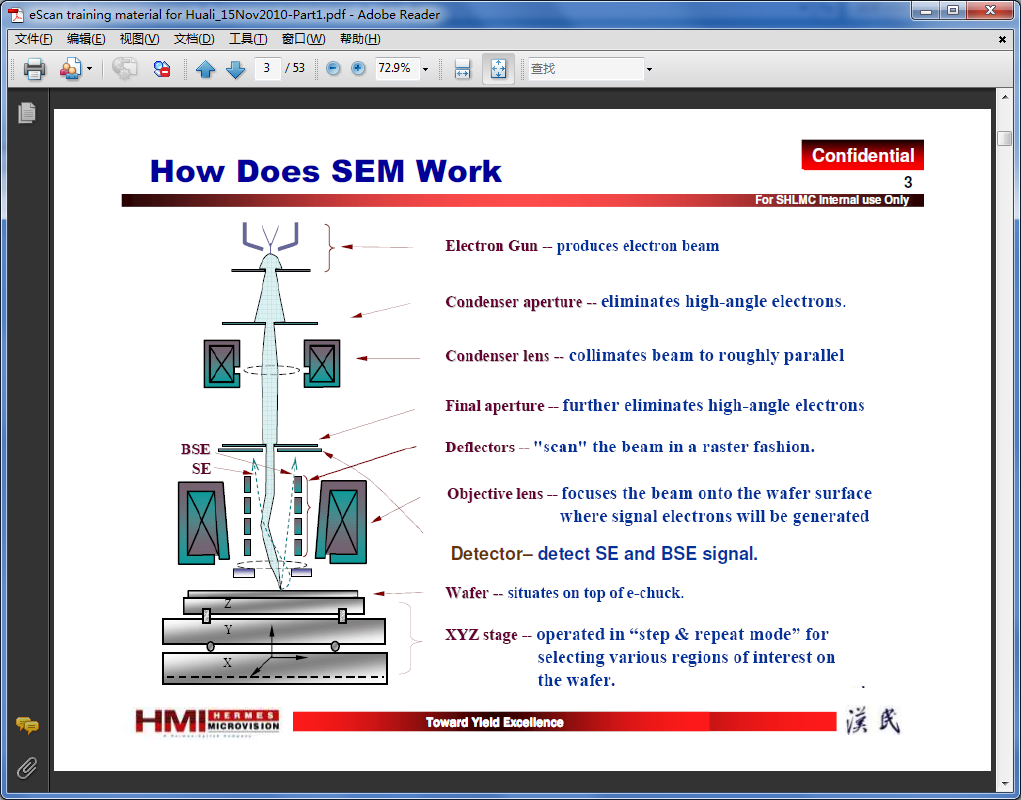 eScan training material for Huali_15Nov2010-Part1.pdf - Adobe Reader
文件(F) 编辑(E) 视图(V) 文档(D) 工具(T) 窗口(W) 帮助(H)
3 / 53 72.9% 查找
How Does SEM Work
Confidential
3
For SHLMC Internal use Only
Electron Gun -- produces electron beam
Condenser aperture -- eliminates high-angle electrons.
Condenser lens -- collimates beam to roughly parallel
Final aperture -- further eliminates high-angle electrons
BSE
Deflectors -- "scan" the beam in a raster fashion.
SE
Objective lens -- focuses the beam onto the wafer surface
where signal electrons will be generated
Detector– detect SE and BSE signal.
Wafer -- situates on top of e-chuck.
Z
Y
X
XYZ stage -- operated in “step & repeat mode” for
selecting various regions of interest on
the wafer.
HMI HERMES
MICROVISION
Toward Yield Excellence
漢民